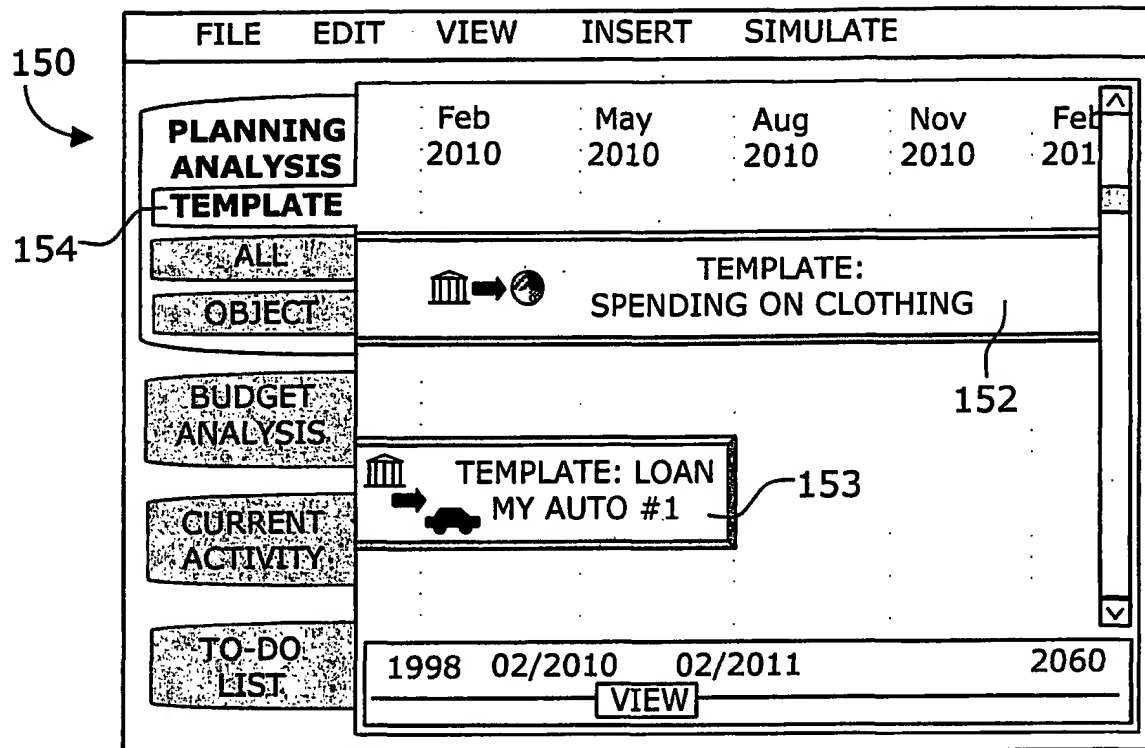 FILE EDIT VIEW INSERT SIMULATE
150
PLANNING
ANALYSIS
TEMPLATE
154
ALL
OBJECT
BUDGET
ANALYSIS
CURRENT
ACTIVITY
TO-DO
LIST
Feb May Aug Nov Feb
2010 2010 2010 2010 201
TEMPLATE:
SPENDING ON CLOTHING
152
TEMPLATE: LOAN
MY AUTO #1
153
1998 02/2010 02/2011 2060
VIEW